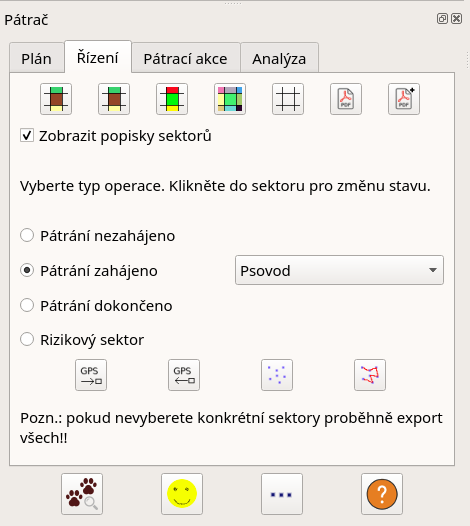 Pátrač
Plán Řízení Pátrací akce Analýza
PDF PDF
Zobrazit popisky sektorů
Vyberte typ operace. Klikněte do sektoru pro změnu stavu.
Pátrání nezahájeno
Pátrání zahájeno Psovod
Pátrání dokončeno
Rizikový sektor
GPS GPS
Pozn.: pokud nevyberete konkrétní sektory proběhně export
všech!!